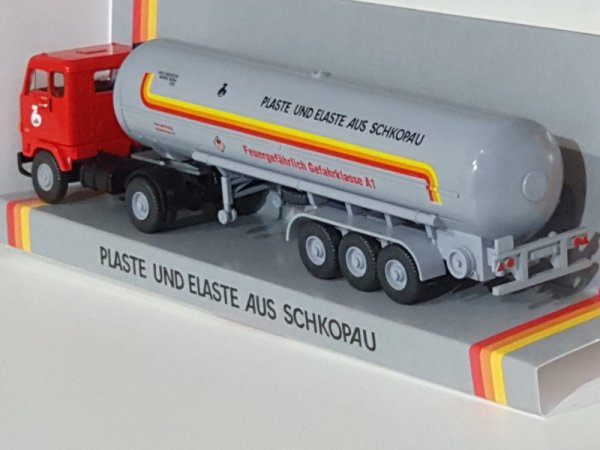 PLASTE UND ELASTE AUS SCHKOPAU
Feuergefährlich Gefahrklasse A1
PLASTE UND ELASTE AUS SCHKOPAU